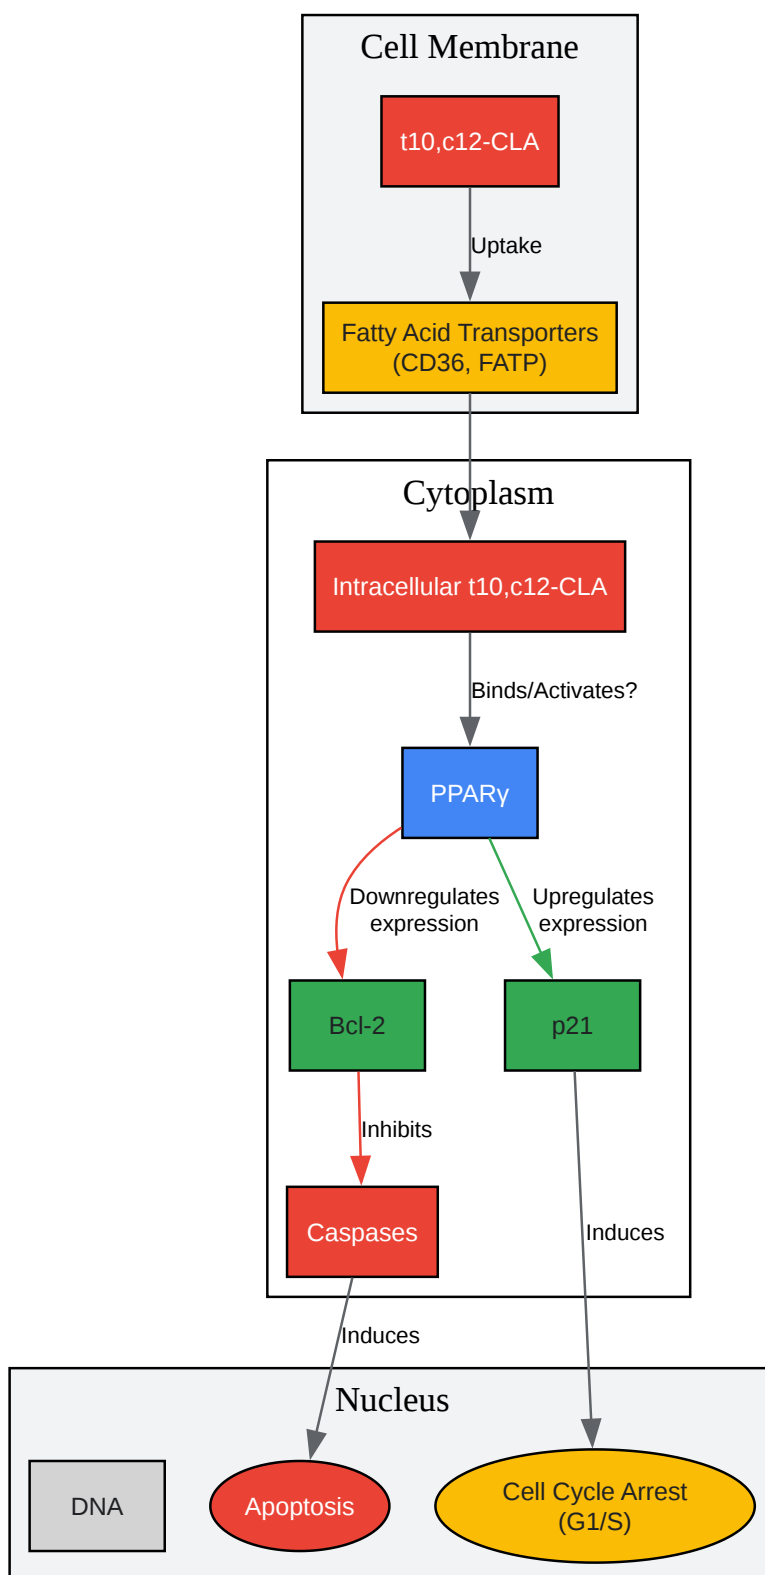 Cell Membrane
t10,c12-CLA
Uptake
Fatty Acid Transporters
(CD36, FATP)
Cytoplasm
Intracellular t10,c12-CLA
Binds/Activates?
PPARγ
Downregulates
expression
Upregulates
expression
Bcl-2
p21
Inhibits
Caspases
Induces
Induces
Nucleus
DNA
Apoptosis
Cell Cycle Arrest
(G1/S)